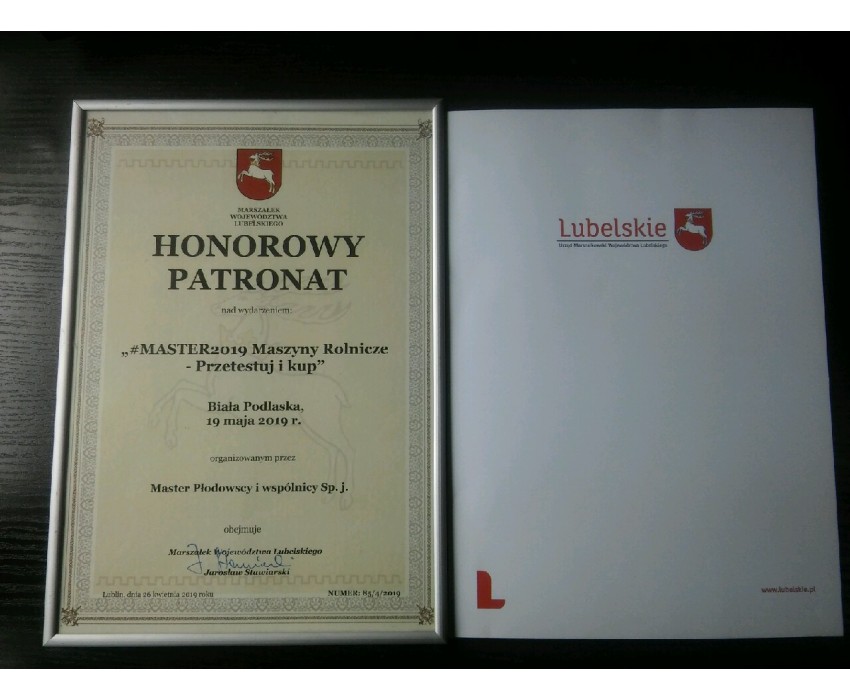 MARSZAŁEK
WOJEWÓDZTWA
LUBELSKIEGO
HONOROWY
PATRONAT
nad wydarzeniem:
„#MASTER2019 Maszyny Rolnicze
- Przetestuj i kup”
Biała Podlaska,
19 maja 2019 r.
organizowanym przez
Master Płodowscy i wspólnicy Sp. j.
obejmuje
Marszałek Województwa Lubelskiego
Jarosław Stawiarski
Lublin, dnia 26 kwietnia 2019 roku
NUMER: 85/4/2019
Lubelskie
Urząd Marszałkowski Województwa Lubelskiego
L
www.lubelskie.pl